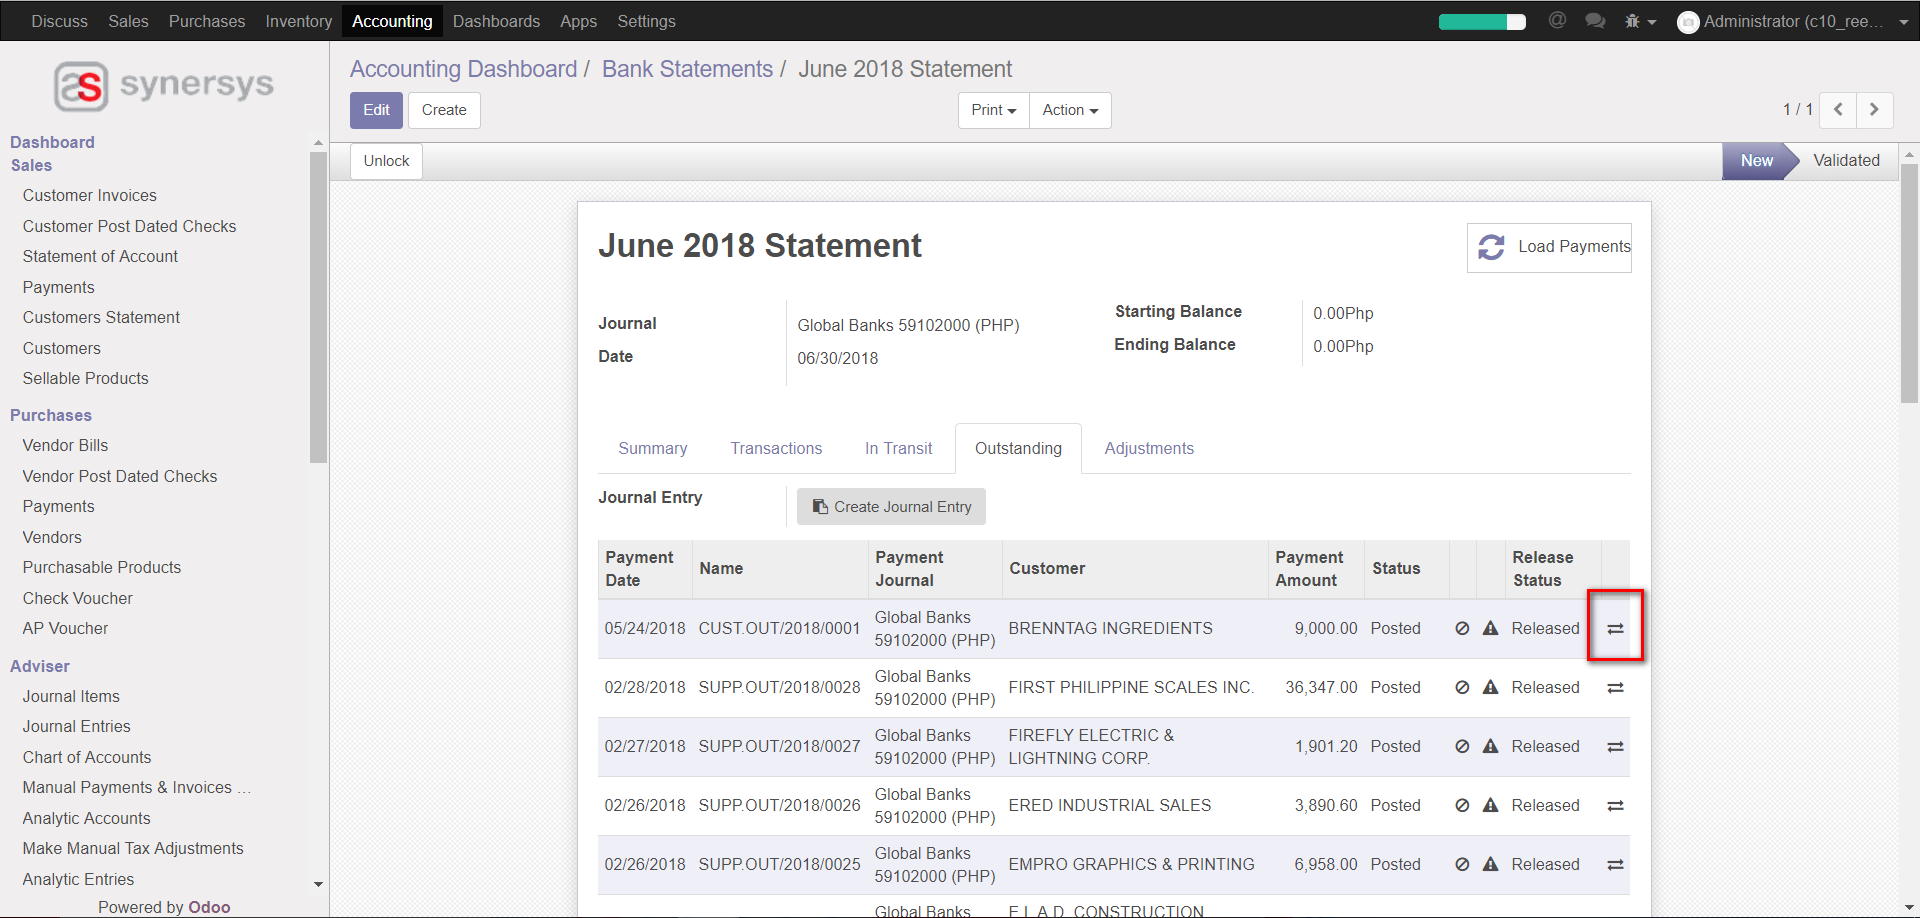 Discuss Sales Purchases Inventory Accounting Dashboards Apps Settings Administrator (c10_ree...
synersys
Dashboard
Sales
Customer Invoices
Customer Post Dated Checks
Statement of Account
Payments
Customers Statement
Customers
Sellable Products
Purchases
Vendor Bills
Vendor Post Dated Checks
Payments
Vendors
Purchasable Products
Check Voucher
AP Voucher
Adviser
Journal Items
Journal Entries
Chart of Accounts
Manual Payments & Invoices ...
Analytic Accounts
Make Manual Tax Adjustments
Analytic Entries
Powered by Odoo
Accounting Dashboard / Bank Statements / June 2018 Statement
Edit Create Print Action 1 / 1
Unlock New Validated
June 2018 Statement
Load Payments
Journal Global Banks 59102000 (PHP)
Date 06/30/2018
Starting Balance 0.00Php
Ending Balance 0.00Php
Summary Transactions In Transit Outstanding Adjustments
Journal Entry Create Journal Entry
Payment Date Name Payment Journal Customer Payment Amount Status Release Status
05/24/2018 CUST.OUT/2018/0001 Global Banks 59102000 (PHP) BRENNTAG INGREDIENTS 9,000.00 Posted Released
02/28/2018 SUPP.OUT/2018/0028 Global Banks 59102000 (PHP) FIRST PHILIPPINE SCALES INC. 36,347.00 Posted Released
02/27/2018 SUPP.OUT/2018/0027 Global Banks 59102000 (PHP) FIREFLY ELECTRIC & LIGHTNING CORP. 1,901.20 Posted Released
02/26/2018 SUPP.OUT/2018/0026 Global Banks 59102000 (PHP) ERED INDUSTRIAL SALES 3,890.60 Posted Released
02/26/2018 SUPP.OUT/2018/0025 Global Banks 59102000 (PHP) EMPRO GRAPHICS & PRINTING 6,958.00 Posted Released
Global Banks E.L.A.D. CONSTRUCTION